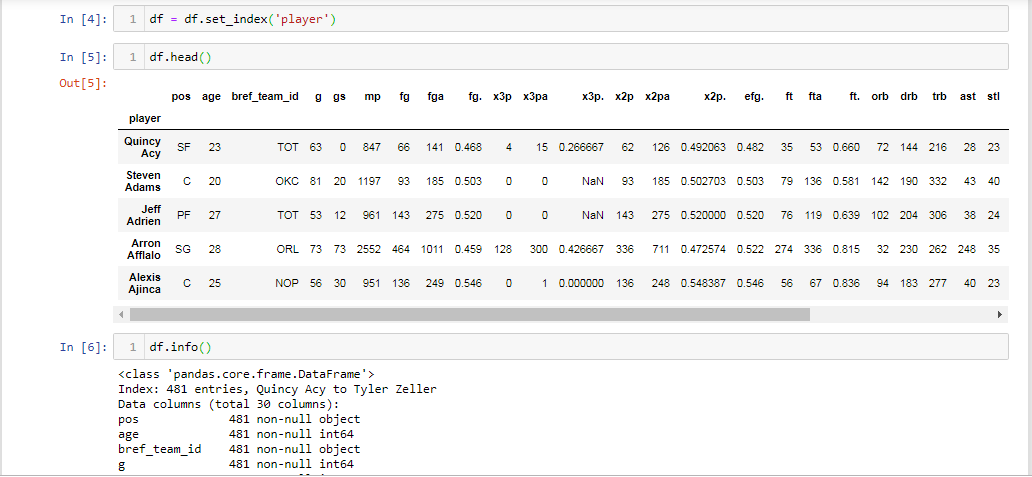 In [4]: 1 df = df.set_index('player')
In [5]: 1 df.head()
Out[5]:
pos age bref_team_id g gs mp fg fga fg. x3p x3pa x3p. x2p x2pa x2p. efg. ft fta ft. orb drb trb ast stl
player
Quincy Acy SF 23 TOT 63 0 847 66 141 0.468 4 15 0.266667 62 126 0.492063 0.482 35 53 0.660 72 144 216 28 23
Steven Adams C 20 OKC 81 20 1197 93 185 0.503 0 0 NaN 93 185 0.502703 0.503 79 136 0.581 142 190 332 43 40
Jeff Adrien PF 27 TOT 53 12 961 143 275 0.520 0 0 NaN 143 275 0.520000 0.520 76 119 0.639 102 204 306 38 24
Arron Afflalo SG 28 ORL 73 73 2552 464 1011 0.459 128 300 0.426667 336 711 0.472574 0.522 274 336 0.815 32 230 262 248 35
Alexis Ajinca C 25 NOP 56 30 951 136 249 0.546 0 1 0.000000 136 248 0.548387 0.546 56 67 0.836 94 183 277 40 23
In [6]: 1 df.info()
<class 'pandas.core.frame.DataFrame'>
Index: 481 entries, Quincy Acy to Tyler Zeller
Data columns (total 30 columns):
pos 481 non-null object
age 481 non-null int64
bref_team_id 481 non-null object
g 481 non-null int64